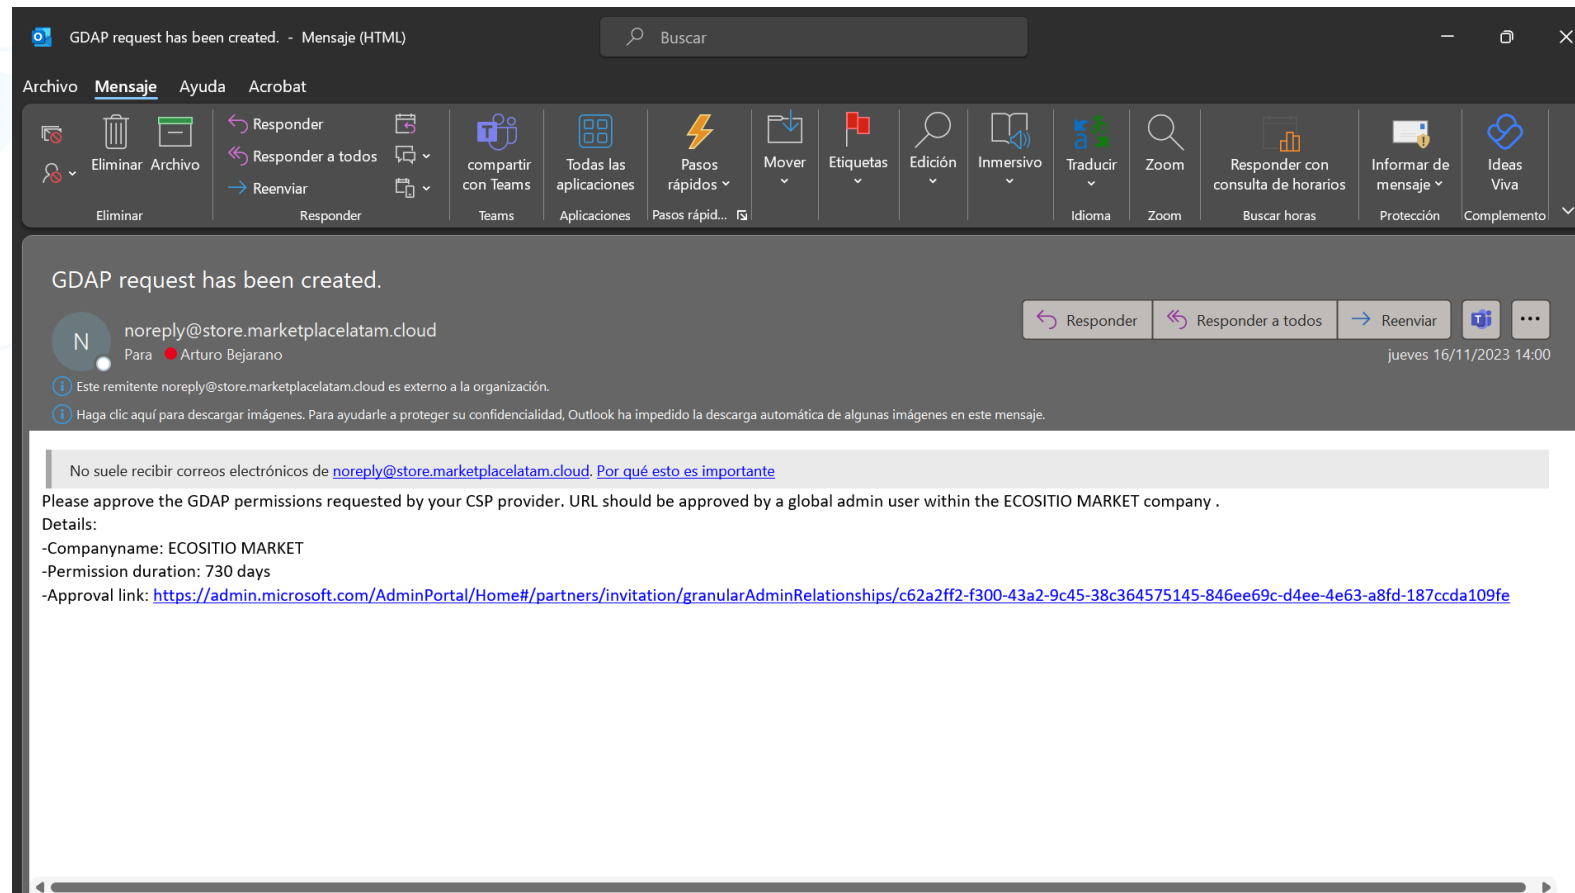 GDAP request has been created. - Mensaje (HTML)
Buscar
Archivo Mensaje Ayuda Acrobat
Eliminar Archivo
Responder
Responder a todos
Reenviar
compartir con Teams
Todas las aplicaciones
Pasos rápidos
Mover
Etiquetas
Edición
Inmersivo
Traducir
Zoom
Responder con consulta de horarios
Informar de mensaje
Ideas Viva
Eliminar Responder Teams Aplicaciones Pasos rápid... Idioma Zoom Buscar horas Protección Complemento
GDAP request has been created.
N
noreply@store.marketplacelatam.cloud
Para Arturo Bejarano
Responder Responder a todos Reenviar
jueves 16/11/2023 14:00
Este remitente noreply@store.marketplacelatam.cloud es externo a la organización.
Haga clic aquí para descargar imágenes. Para ayudarle a proteger su confidencialidad, Outlook ha impedido la descarga automática de algunas imágenes en este mensaje.
No suele recibir correos electrónicos de noreply@store.marketplacelatam.cloud. Por qué esto es importante
Please approve the GDAP permissions requested by your CSP provider. URL should be approved by a global admin user within the ECOSITIO MARKET company .
Details:
-Companyname: ECOSITIO MARKET
-Permission duration: 730 days
-Approval link: https://admin.microsoft.com/AdminPortal/Home#/partners/invitation/granularAdminRelationships/c62a2ff2-f300-43a2-9c45-38c364575145-846ee69c-d4ee-4e63-a8fd-187ccda109fe